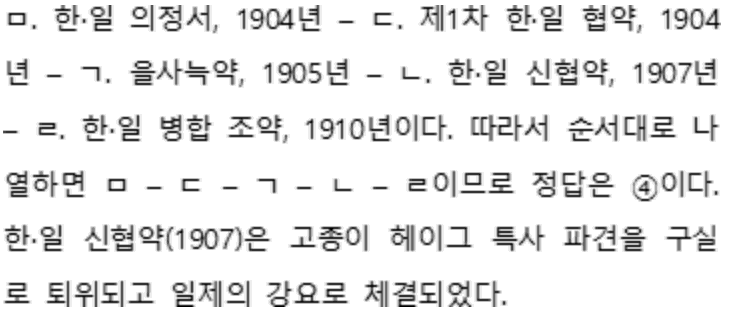 ㅁ. 한·일 의정서, 1904년 – ㄷ. 제1차 한·일 협약, 1904
년 – ㄱ. 을사늑약, 1905년 – ㄴ. 한·일 신협약, 1907년
– ㄹ. 한·일 병합 조약, 1910년이다. 따라서 순서대로 나
열하면 ㅁ – ㄷ – ㄱ – ㄴ – ㄹ이므로 정답은 ④이다.
한·일 신협약(1907)은 고종이 헤이그 특사 파견을 구실
로 퇴위되고 일제의 강요로 체결되었다.